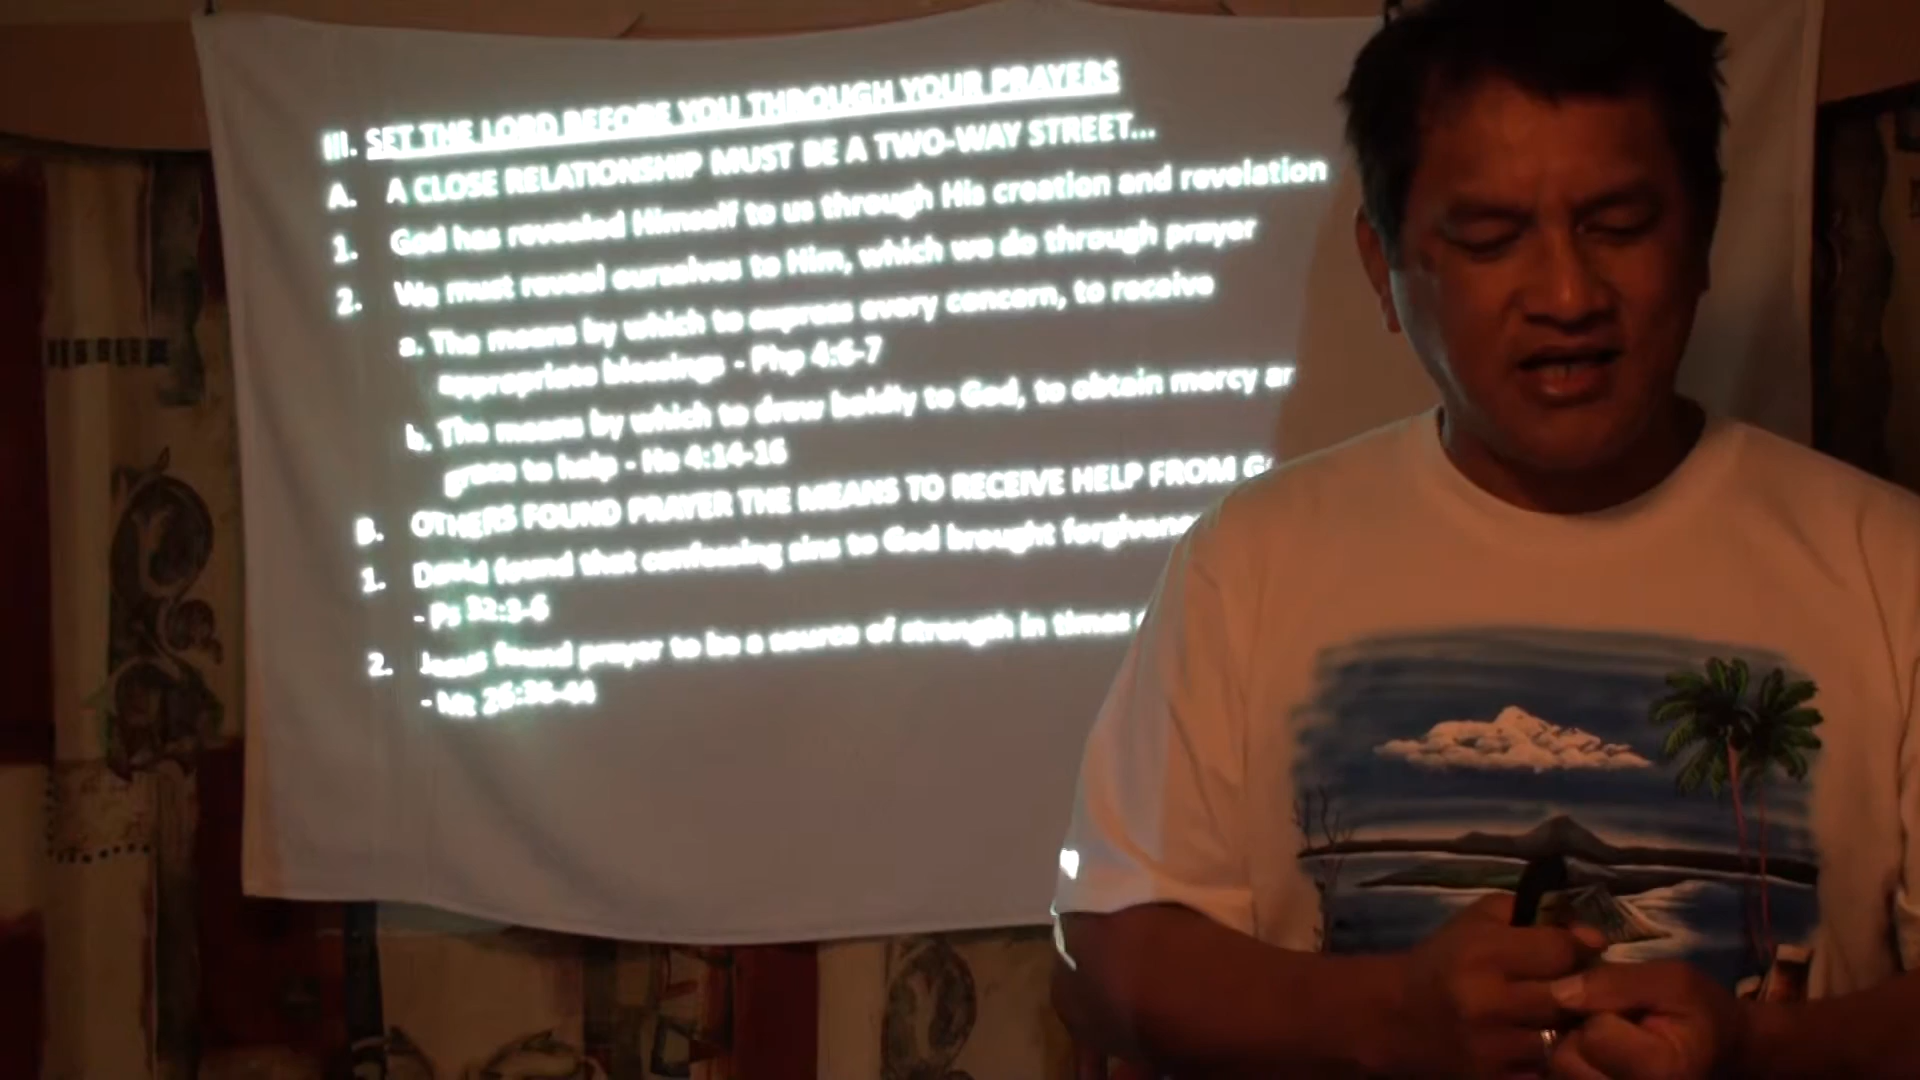 III. SET THE LORD BEFORE YOU THROUGH YOUR PRAYERS
A. A CLOSE RELATIONSHIP MUST BE A TWO-WAY STREET...
1. God has revealed Himself to us through His creation and revelation
2. We must reveal ourselves to Him, which we do through prayer
a. The means by which to express every concern, to receive
appropriate blessings - Php 4:6-7
b. The means by which to draw boldly to God, to obtain mercy
grace to help - He 4:14-16
B. OTHERS FOUND PRAYER THE MEANS TO RECEIVE HELP FROM
1. David found that confessing sins to God brought
- Ps 32:3-6
2. Jesus found prayer to be a source of strength in times
- Mt 26:36-44